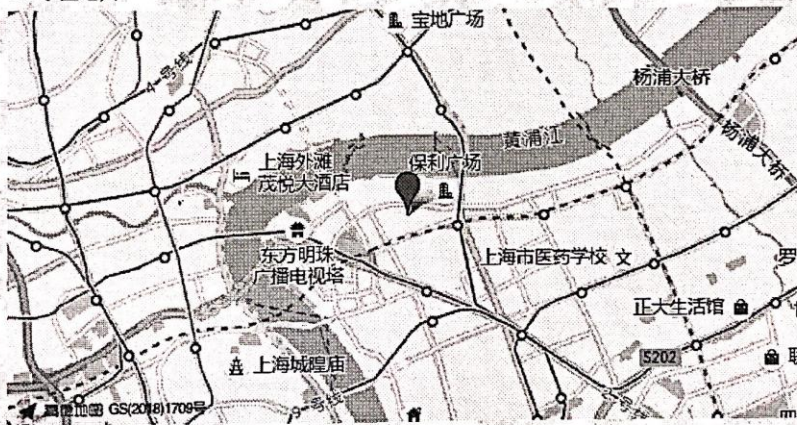 宝地广场
4号线
杨浦大桥
黄浦江
杨浦大桥
上海外滩
茂悦大酒店
保利广场
东方明珠
广播电视塔
上海市医药学校 文
罗
正大生活馆
S202
上海城隍庙
9号线
GS(2018)1709号